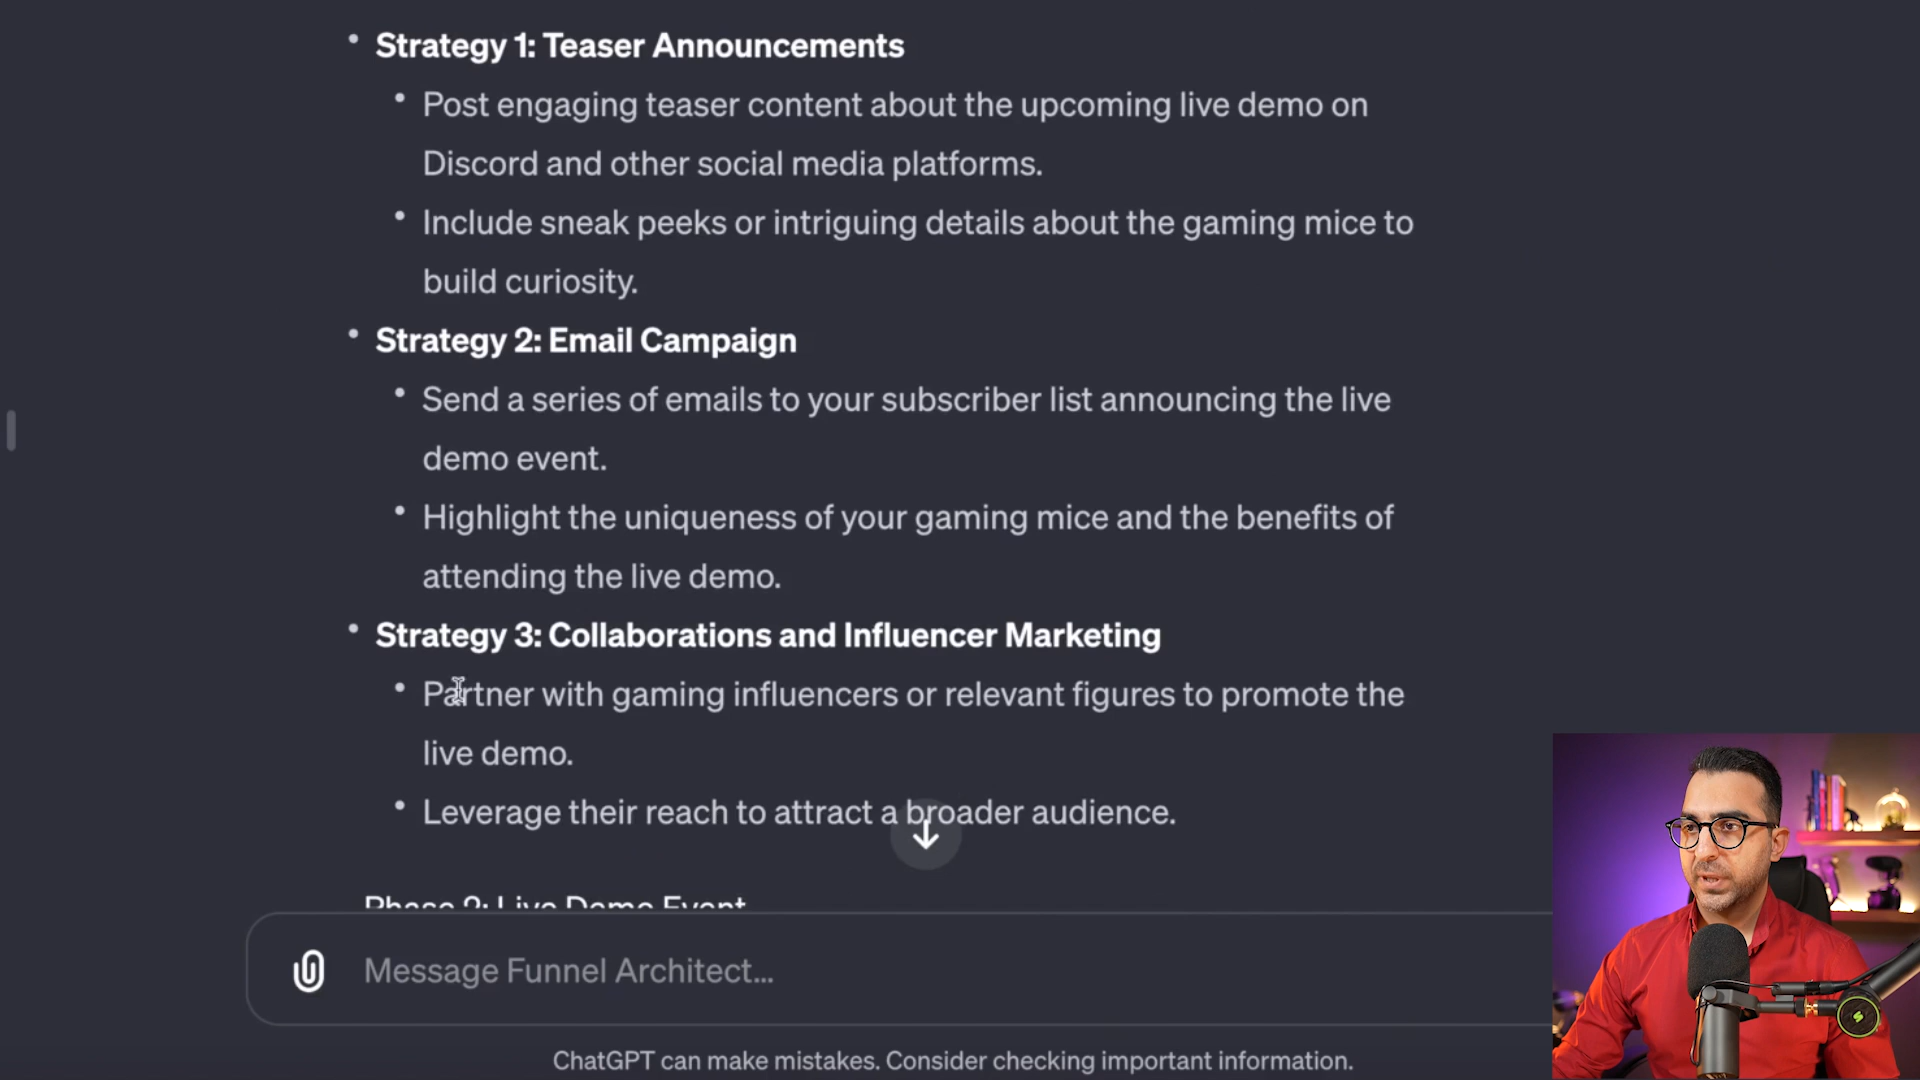 Strategy 1: Teaser Announcements
Post engaging teaser content about the upcoming live demo on
Discord and other social media platforms.
Include sneak peeks or intriguing details about the gaming mice to
build curiosity.
Strategy 2: Email Campaign
Send a series of emails to your subscriber list announcing the live
demo event.
Highlight the uniqueness of your gaming mice and the benefits of
attending the live demo.
Strategy 3: Collaborations and Influencer Marketing
Partner with gaming influencers or relevant figures to promote the
live demo.
Leverage their reach to attract a broader audience.
Phase 2: Live Demo Event
Message Funnel Architect...
ChatGPT can make mistakes. Consider checking important information.